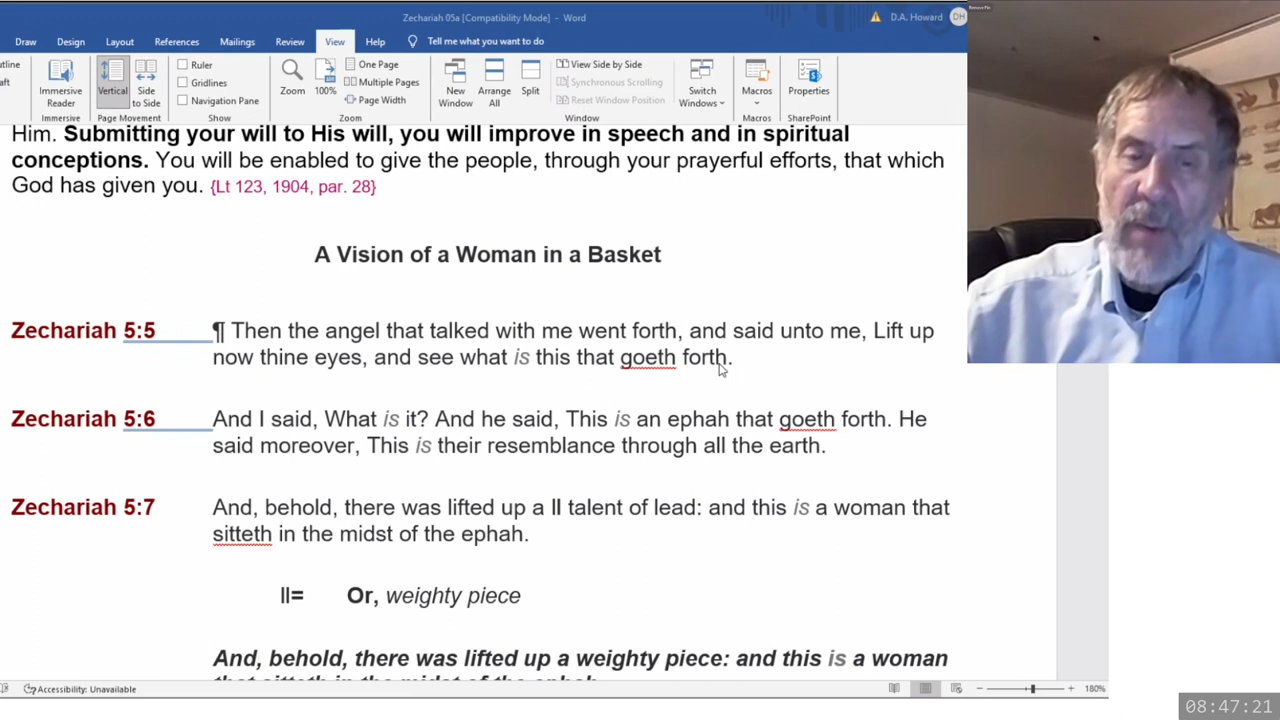 Zechariah 05a [Compatibility Mode] - Word
D.A. Howard DH
Draw Design Layout References Mailings Review View Help Tell me what you want to do
Immersive Reader
Immersive
Vertical
Side to Side
Page Movement
Ruler
Gridlines
Navigation Pane
Show
Zoom
100%
One Page
Multiple Pages
Page Width
Zoom
New Window
Arrange All
Split
View Side by Side
Synchronous Scrolling
Reset Window Position
Window
Switch Windows
Macros
Macros
Properties
SharePoint
Him. Submitting your will to His will, you will improve in speech and in spiritual
conceptions. You will be enabled to give the people, through your prayerful efforts, that which
God has given you. {Lt 123, 1904, par. 28}
A Vision of a Woman in a Basket
Zechariah 5:5 ¶ Then the angel that talked with me went forth, and said unto me, Lift up
now thine eyes, and see what is this that goeth forth.
Zechariah 5:6 And I said, What is it? And he said, This is an ephah that goeth forth. He
said moreover, This is their resemblance through all the earth.
Zechariah 5:7 And, behold, there was lifted up a ll talent of lead: and this is a woman that
sitteth in the midst of the ephah.
ll= Or, weighty piece
And, behold, there was lifted up a weighty piece: and this is a woman
that sitteth in the midst of the ephah.
Accessibility: Unavailable
180%
08:47:21